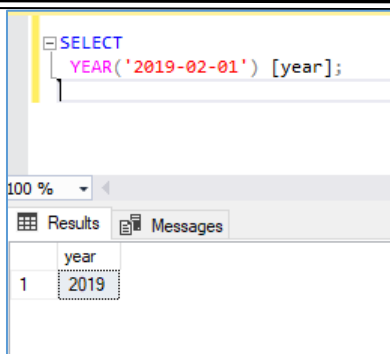 SELECT
YEAR('2019-02-01') [year];
100 %
Results Messages
year
1 2019